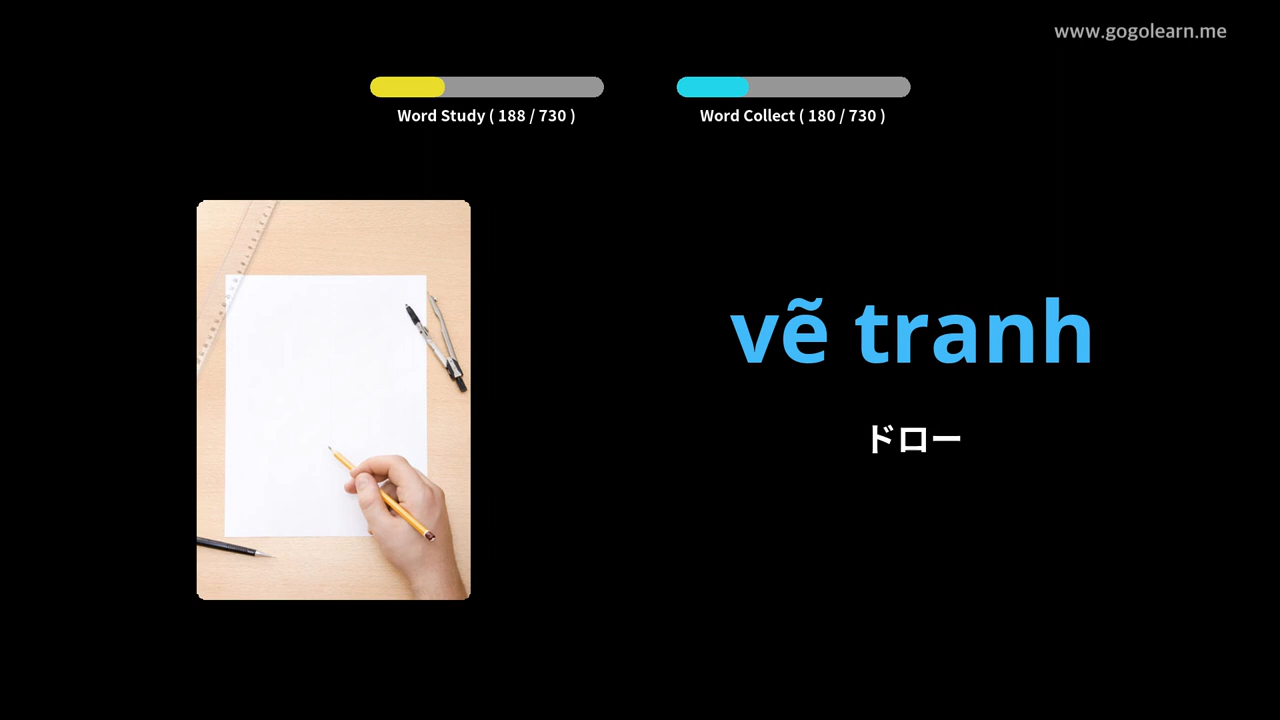 www.gogolearn.me
Word Study ( 188 / 730 )
Word Collect ( 180 / 730 )
vẽ tranh
ドロー